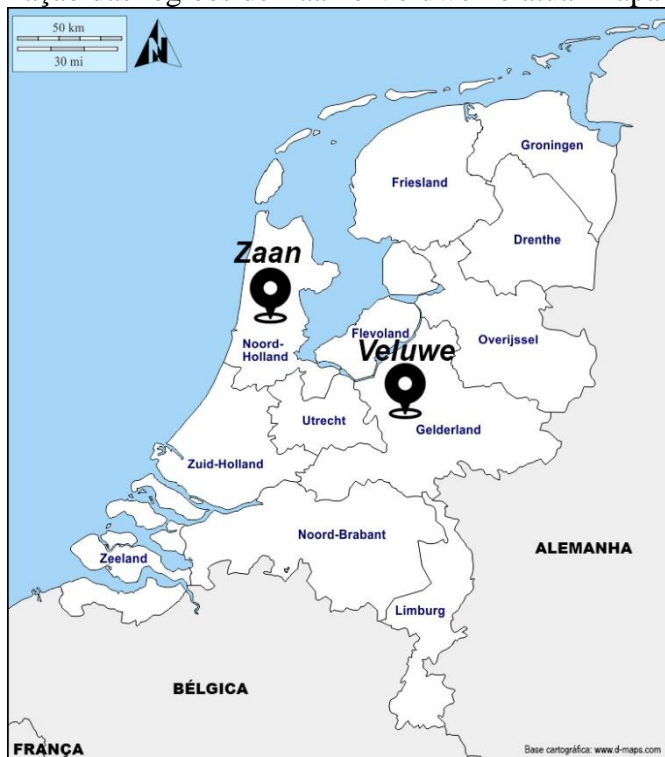 50 km
30 mi
N
Groningen
Friesland
Drenthe
Zaan
Noord-
Holland
Flevoland
Veluwe
Overijssel
Utrecht
Gelderland
Zuid-Holland
Noord-Brabant
Zeeland
ALEMANHA
Limburg
BÉLGICA
FRANÇA
Base cartográfica: www.d-maps.com